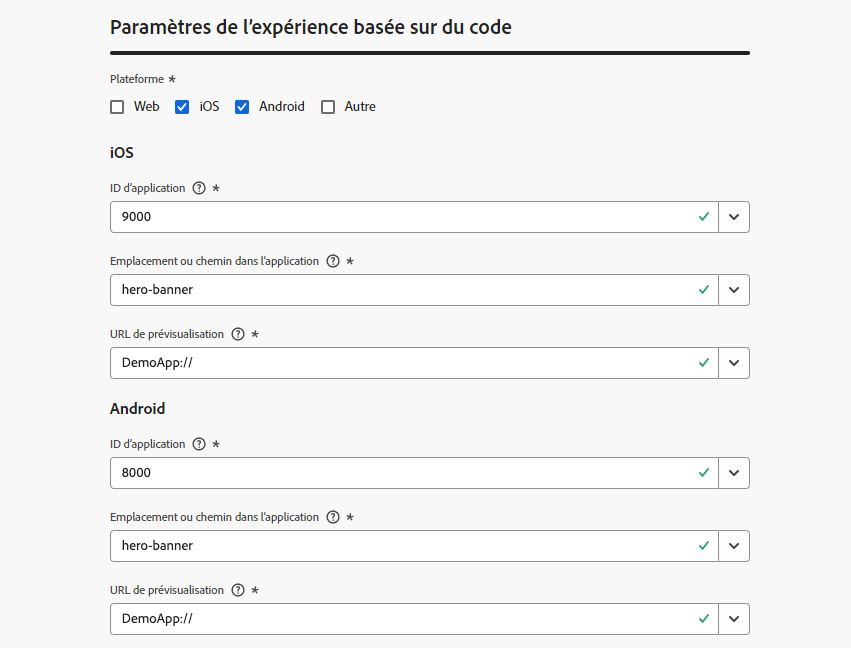 Paramètres de l’expérience basée sur du code
Plateforme *
Web iOS Android Autre
iOS
ID d’application ? *
9000
Emplacement ou chemin dans l’application ? *
hero-banner
URL de prévisualisation ? *
DemoApp://
Android
ID d’application ? *
8000
Emplacement ou chemin dans l’application ? *
hero-banner
URL de prévisualisation ? *
DemoApp://